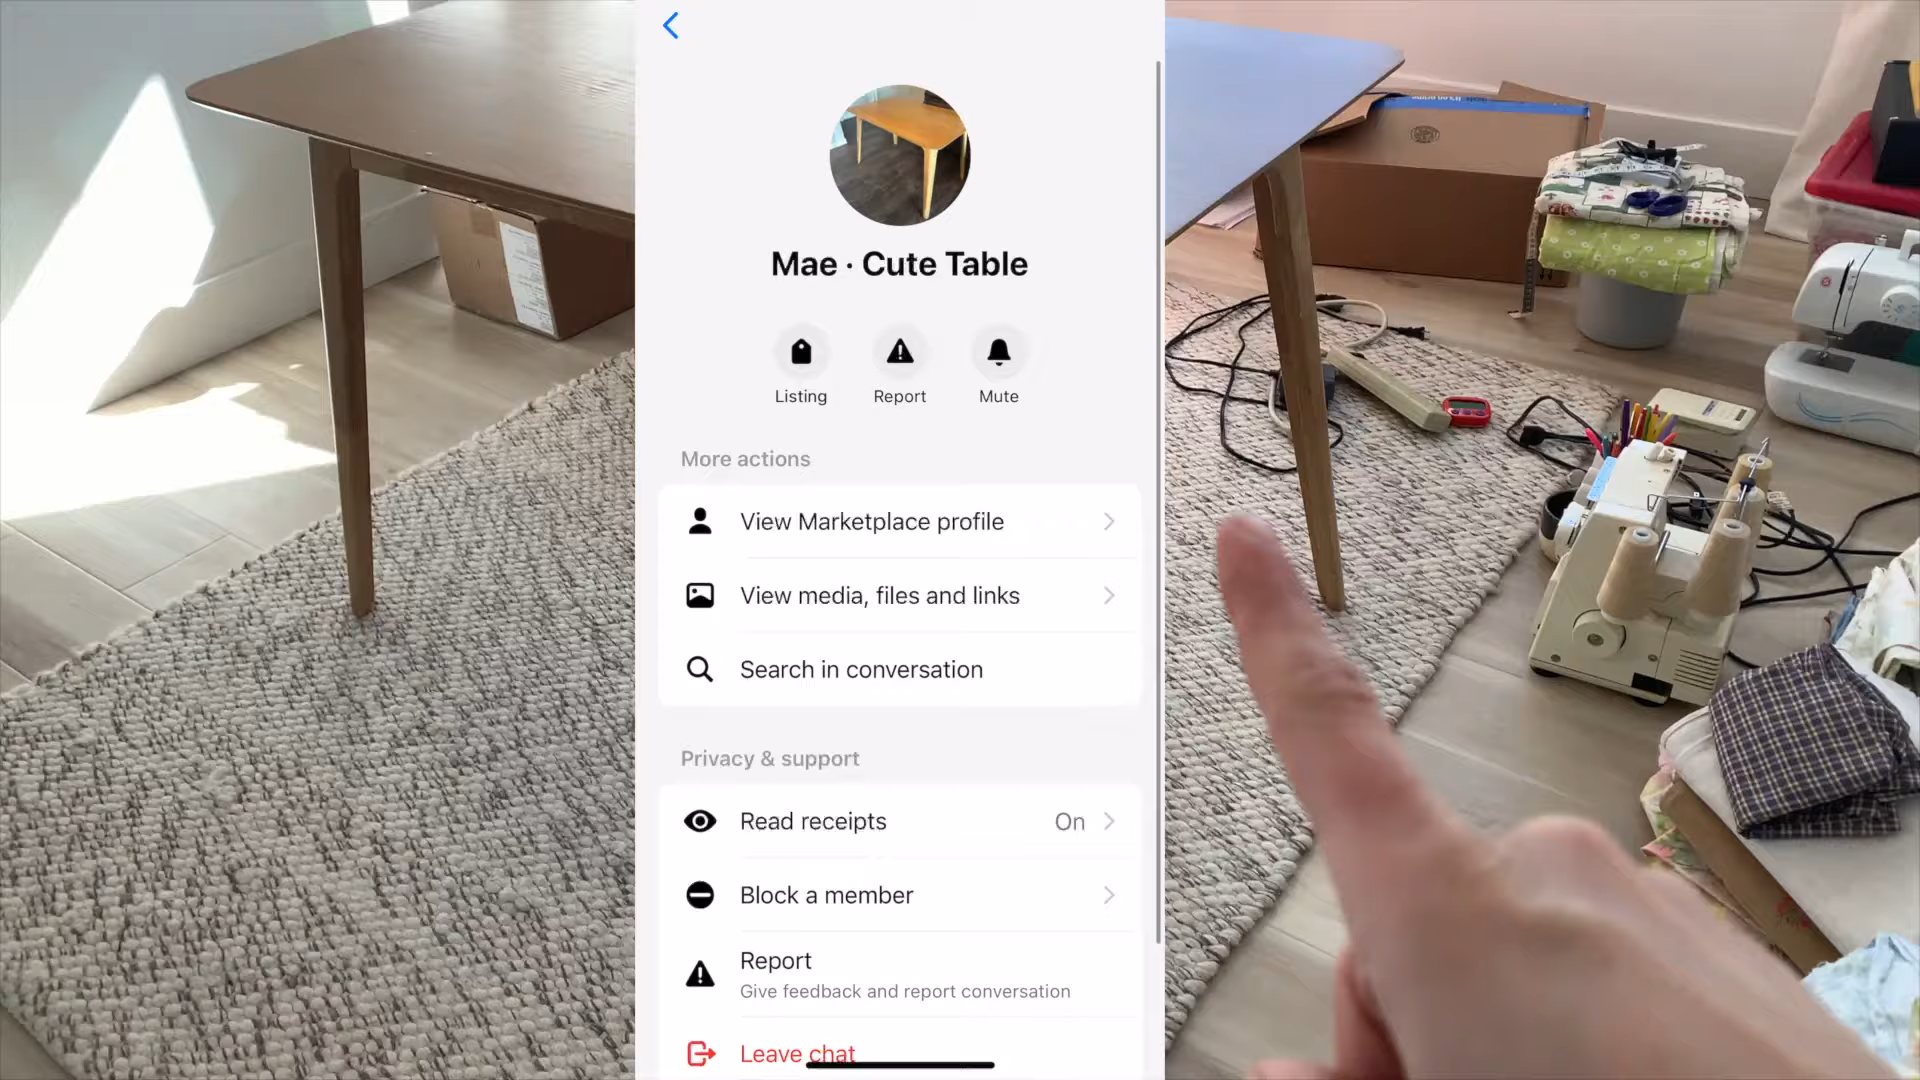 Mae · Cute Table
Listing
Report
Mute
More actions
View Marketplace profile
View media, files and links
Search in conversation
Privacy & support
Read receipts
On
Block a member
Report
Give feedback and report conversation
Leave chat